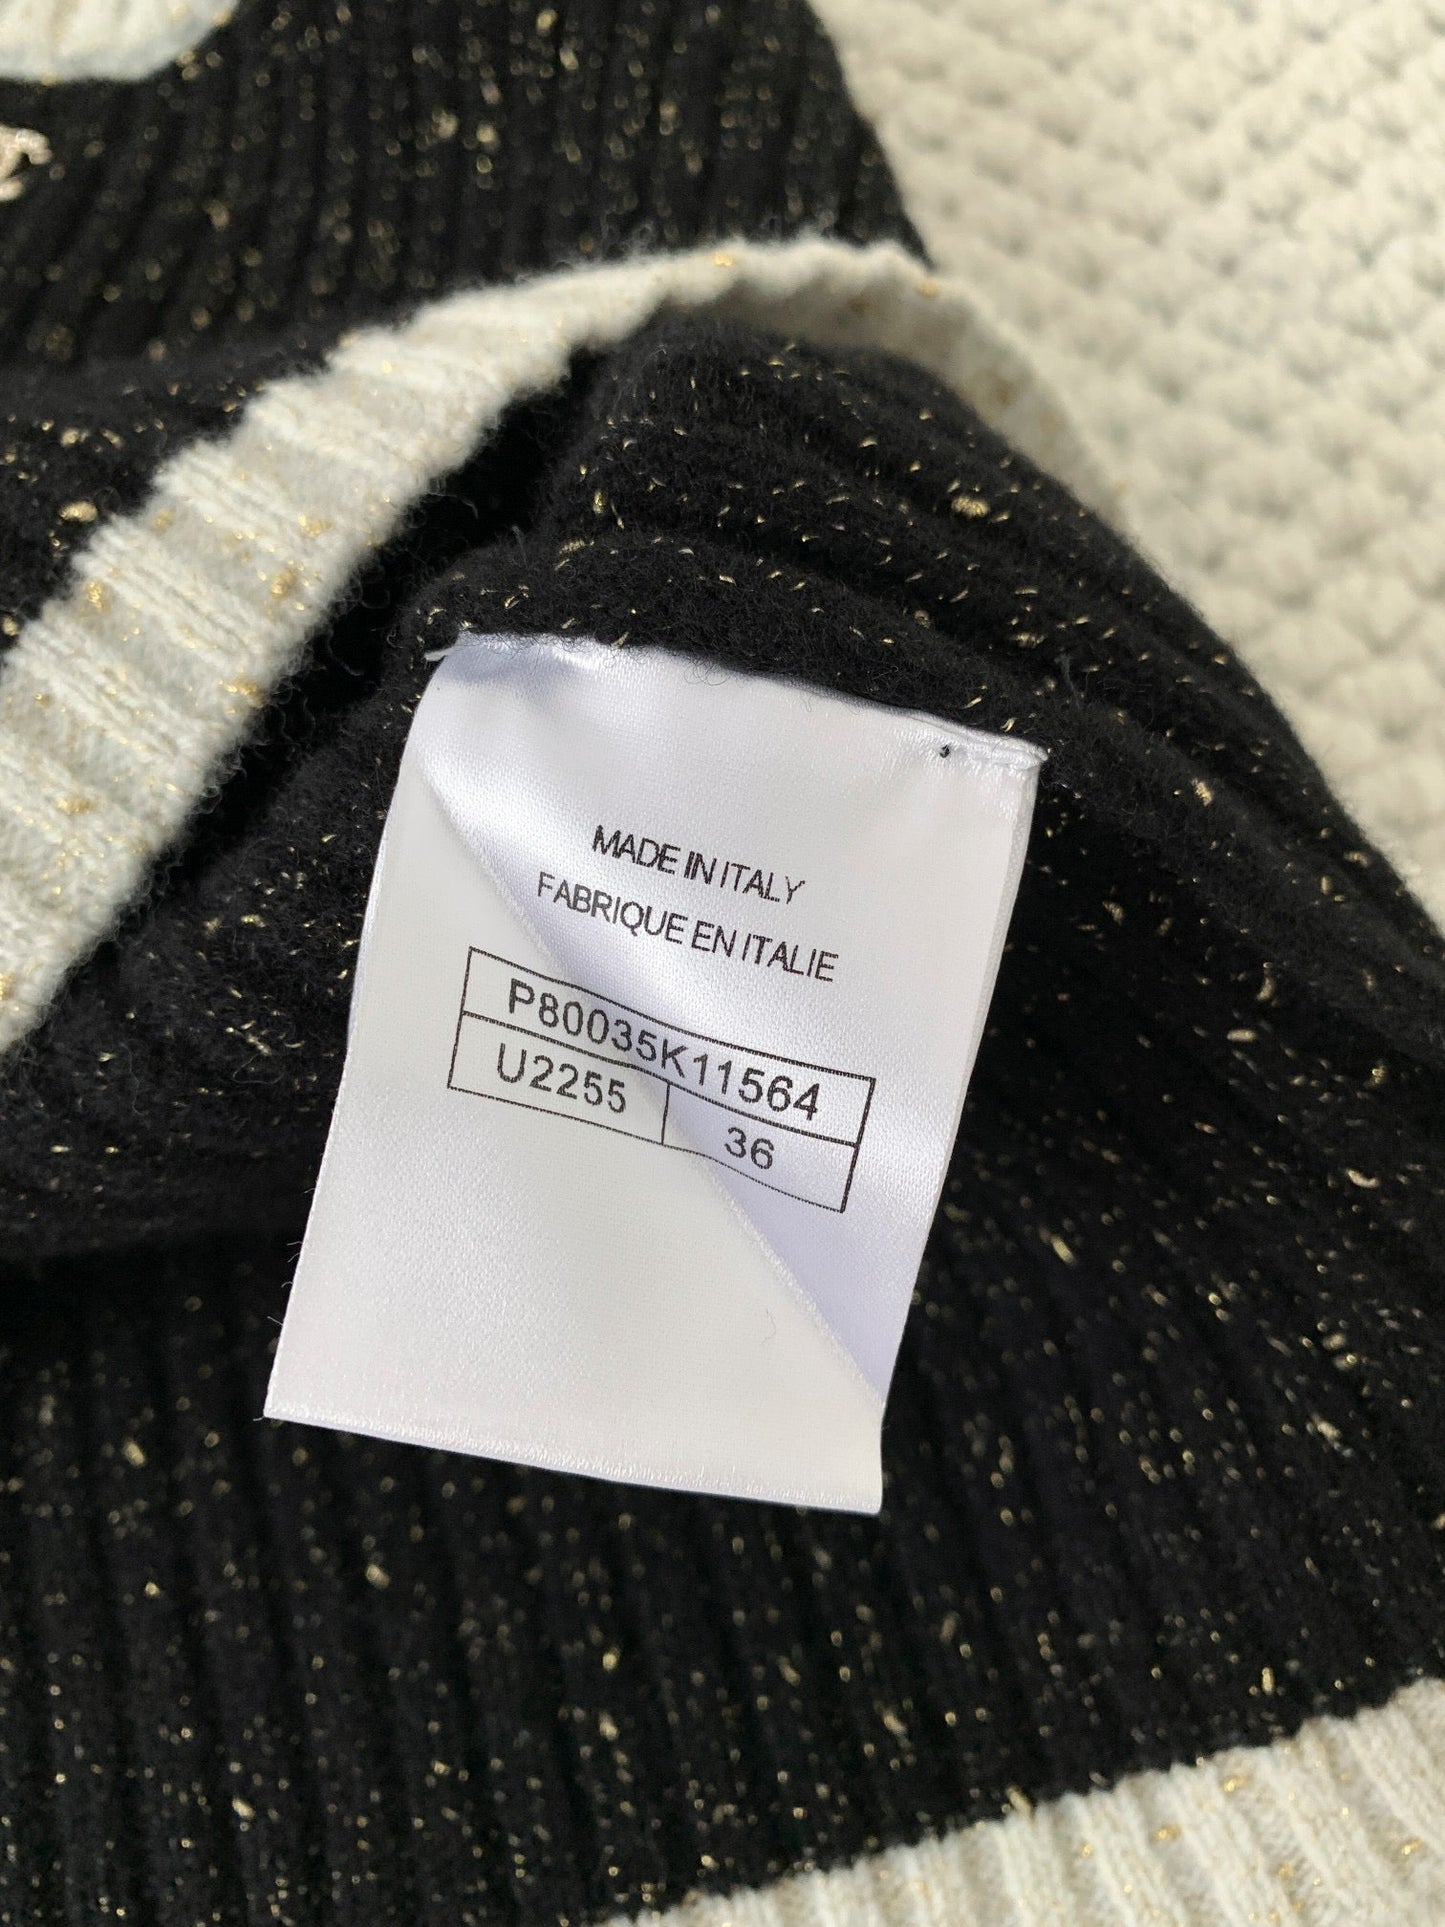 MADE IN ITALY
FABRIQUE EN ITALIE
P80035K11564
U2255 36